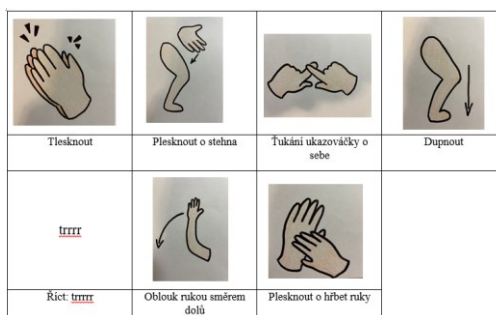 Tlesknout
Plesknout o stehna
Ťukání ukazováčky o
sebe
Dupnout
trrrr
Říct: trrrrr
Oblouk rukou směrem
dolů
Plesknout o hřbet ruky